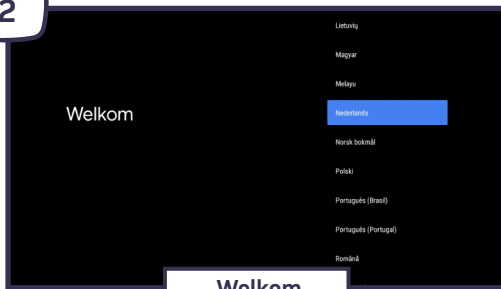 2
Welkom
Lietuvių
Magyar
Melayu
Nederlands
Norsk bokmål
Polski
Português (Brasil)
Português (Portugal)
Română
Welkom